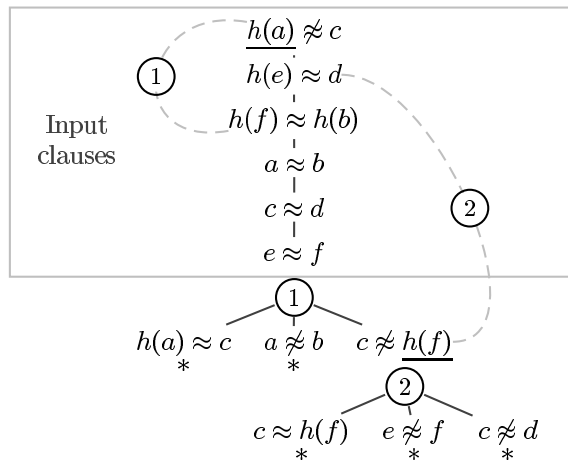 h(a) ≉ c
1
h(e) ≈ d
h(f) ≈ h(b)
Input
clauses
a ≈ b
c ≈ d
2
e ≈ f
1
h(a) ≈ c a ≉ b c ≉ h(f)
* *
2
c ≈ h(f) e ≉ f c ≉ d
* * *